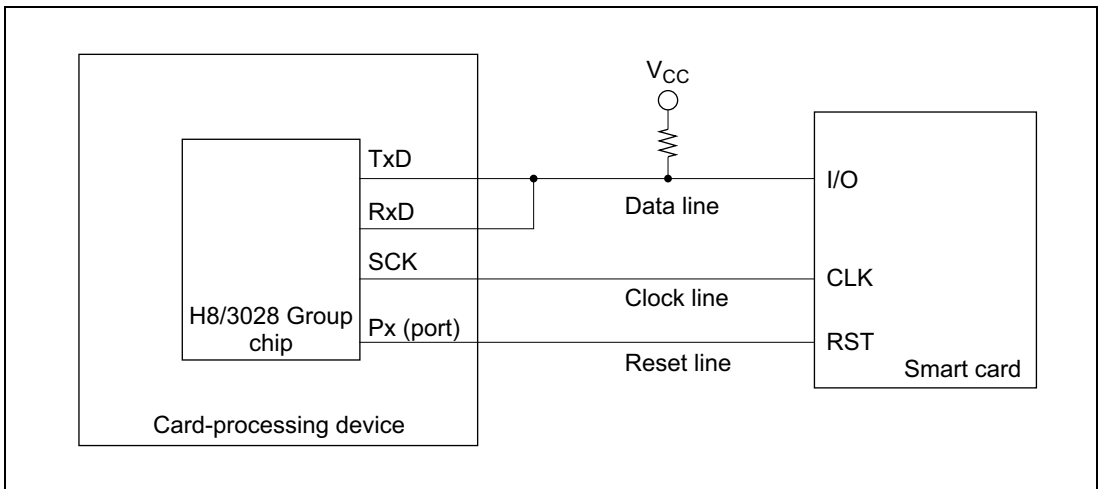 VCC
TxD
I/O
Data line
RxD
SCK
CLK
Clock line
H8/3028 Group
chip
Px (port)
RST
Reset line
Smart card
Card-processing device